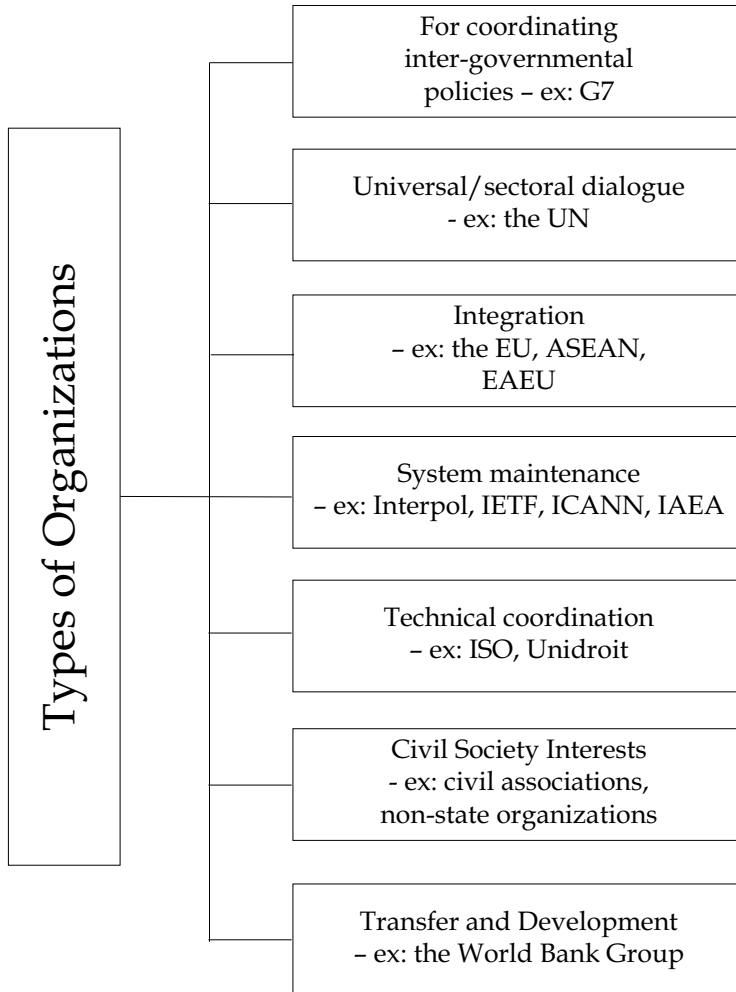 Types of Organizations
For coordinating
inter-governmental
policies – ex: G7
Universal/sectoral dialogue
- ex: the UN
Integration
– ex: the EU, ASEAN,
EAEU
System maintenance
– ex: Interpol, IETF, ICANN, IAEA
Technical coordination
– ex: ISO, Unidroit
Civil Society Interests
- ex: civil associations,
non-state organizations
Transfer and Development
– ex: the World Bank Group